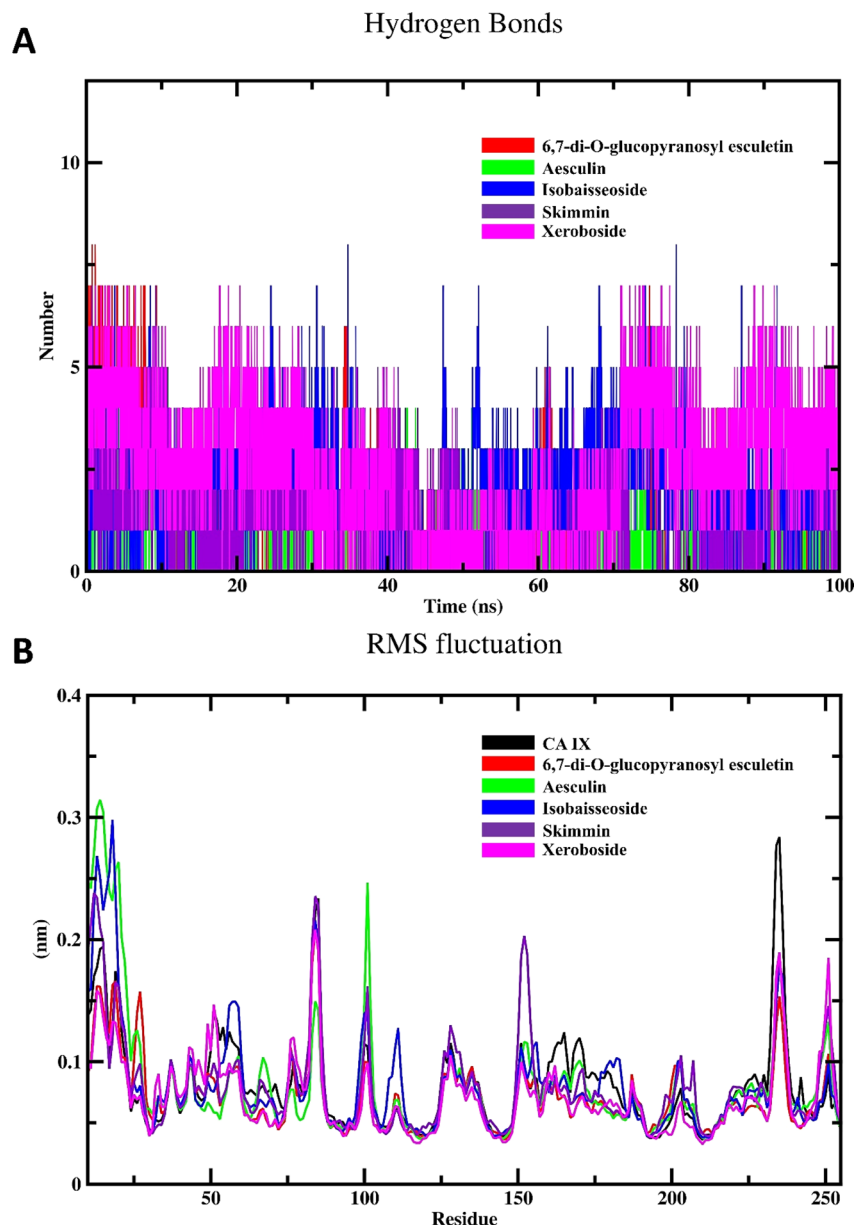 A
Hydrogen Bonds
10
5
0
Number
6,7-di-O-glucopyranosyl esculetin
Aesculin
Isobaisseoside
Skimmin
Xeroboside
0 20 40 60 80 100
Time (ns)
B
RMS fluctuation
0.4
0.3
0.2
0.1
0
(nm)
CA IX
6,7-di-O-glucopyranosyl esculetin
Aesculin
Isobaisseoside
Skimmin
Xeroboside
50 100 150 200 250
Residue